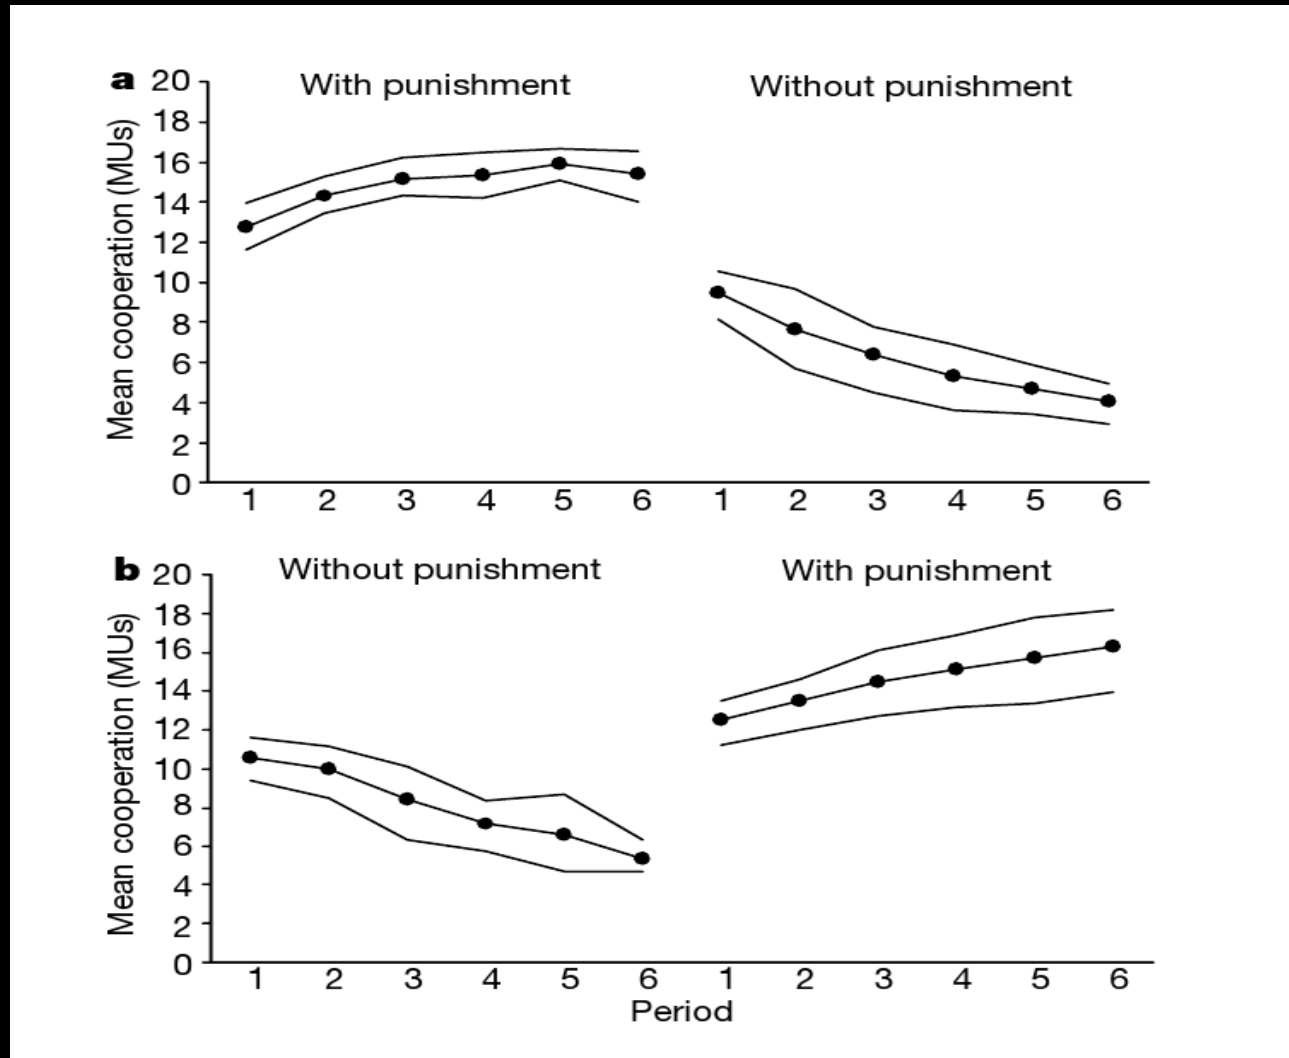 a
With punishment Without punishment
Mean cooperation (MUs)
20
18
16
14
12
10
8
6
4
2
0
1 2 3 4 5 6 1 2 3 4 5 6
b
Without punishment With punishment
Mean cooperation (MUs)
20
18
16
14
12
10
8
6
4
2
0
1 2 3 4 5 6 1 2 3 4 5 6
Period